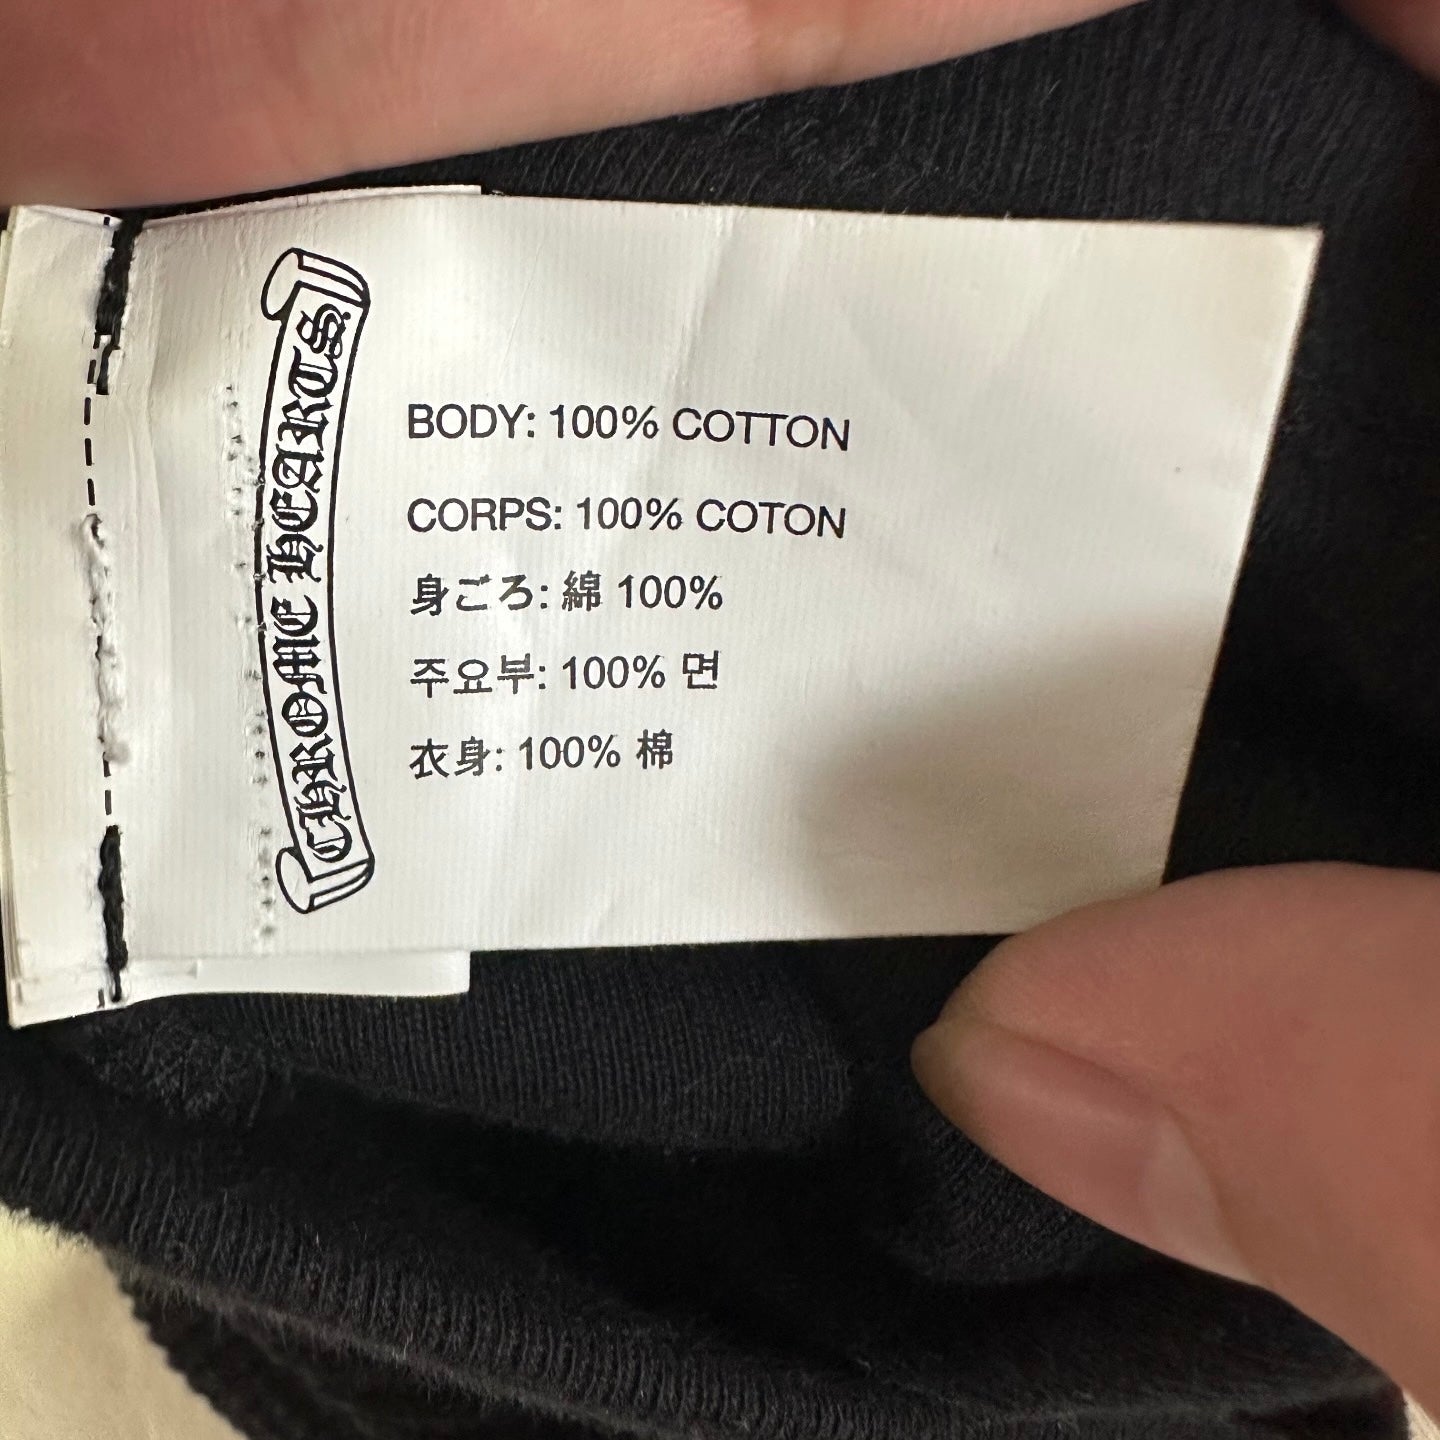 CHROME HEARTS
BODY: 100% COTTON
CORPS: 100% COTON
身ごろ: 綿 100%
주요부: 100% 면
衣身: 100% 棉